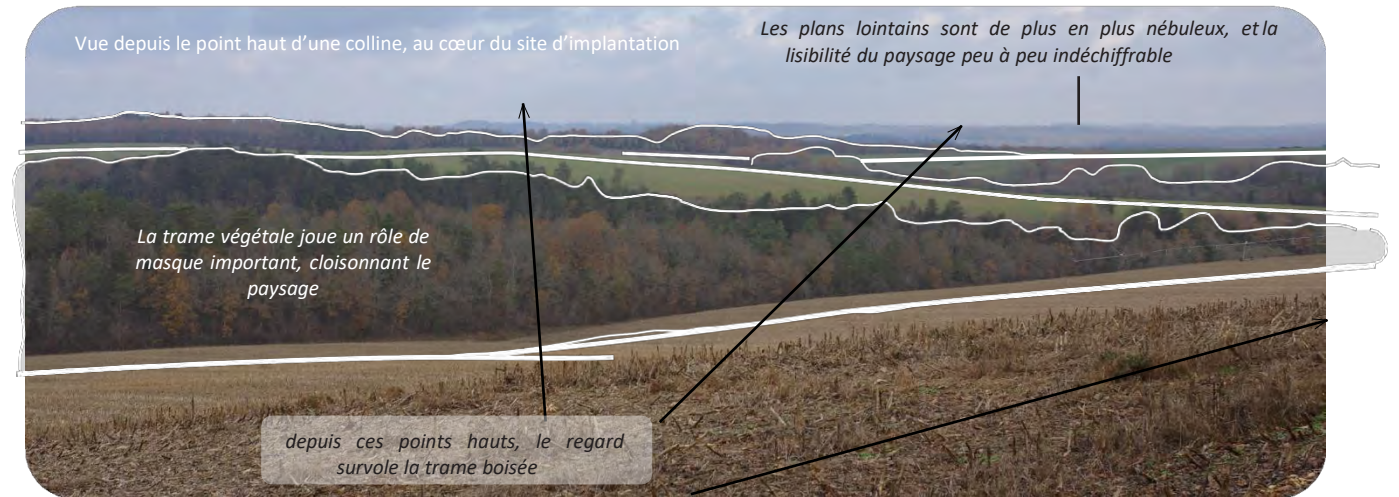 Vue depuis le point haut d’une colline, au cœur du site d’implantation
Les plans lointains sont de plus en plus nébuleux, et la
lisibilité du paysage peu à peu indéchiffrable
La trame végétale joue un rôle de
masque important, cloisonnant le
paysage
depuis ces points hauts, le regard
survole la trame boisée